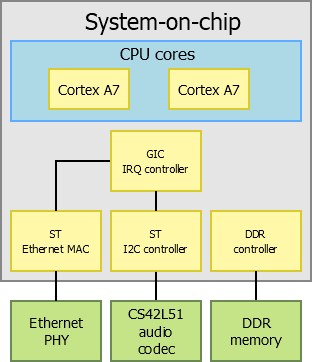 System-on-chip
CPU cores
Cortex A7
Cortex A7
GIC
IRQ controller
ST
Ethernet MAC
ST
I2C controller
DDR
controller
Ethernet
PHY
CS42L51
audio
codec
DDR
memory